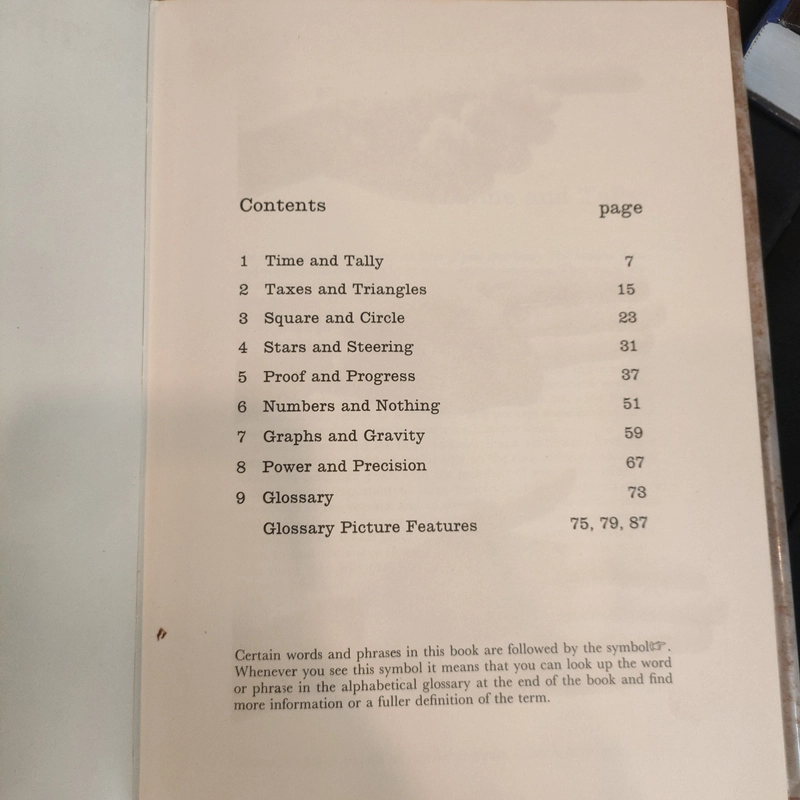 Contents page
1 Time and Tally 7
2 Taxes and Triangles 15
3 Square and Circle 23
4 Stars and Steering 31
5 Proof and Progress 37
6 Numbers and Nothing 51
7 Graphs and Gravity 59
8 Power and Precision 67
9 Glossary 73
Glossary Picture Features 75, 79, 87
Certain words and phrases in this book are followed by the symbol☞.
Whenever you see this symbol it means that you can look up the word
or phrase in the alphabetical glossary at the end of the book and find
more information or a fuller definition of the term.